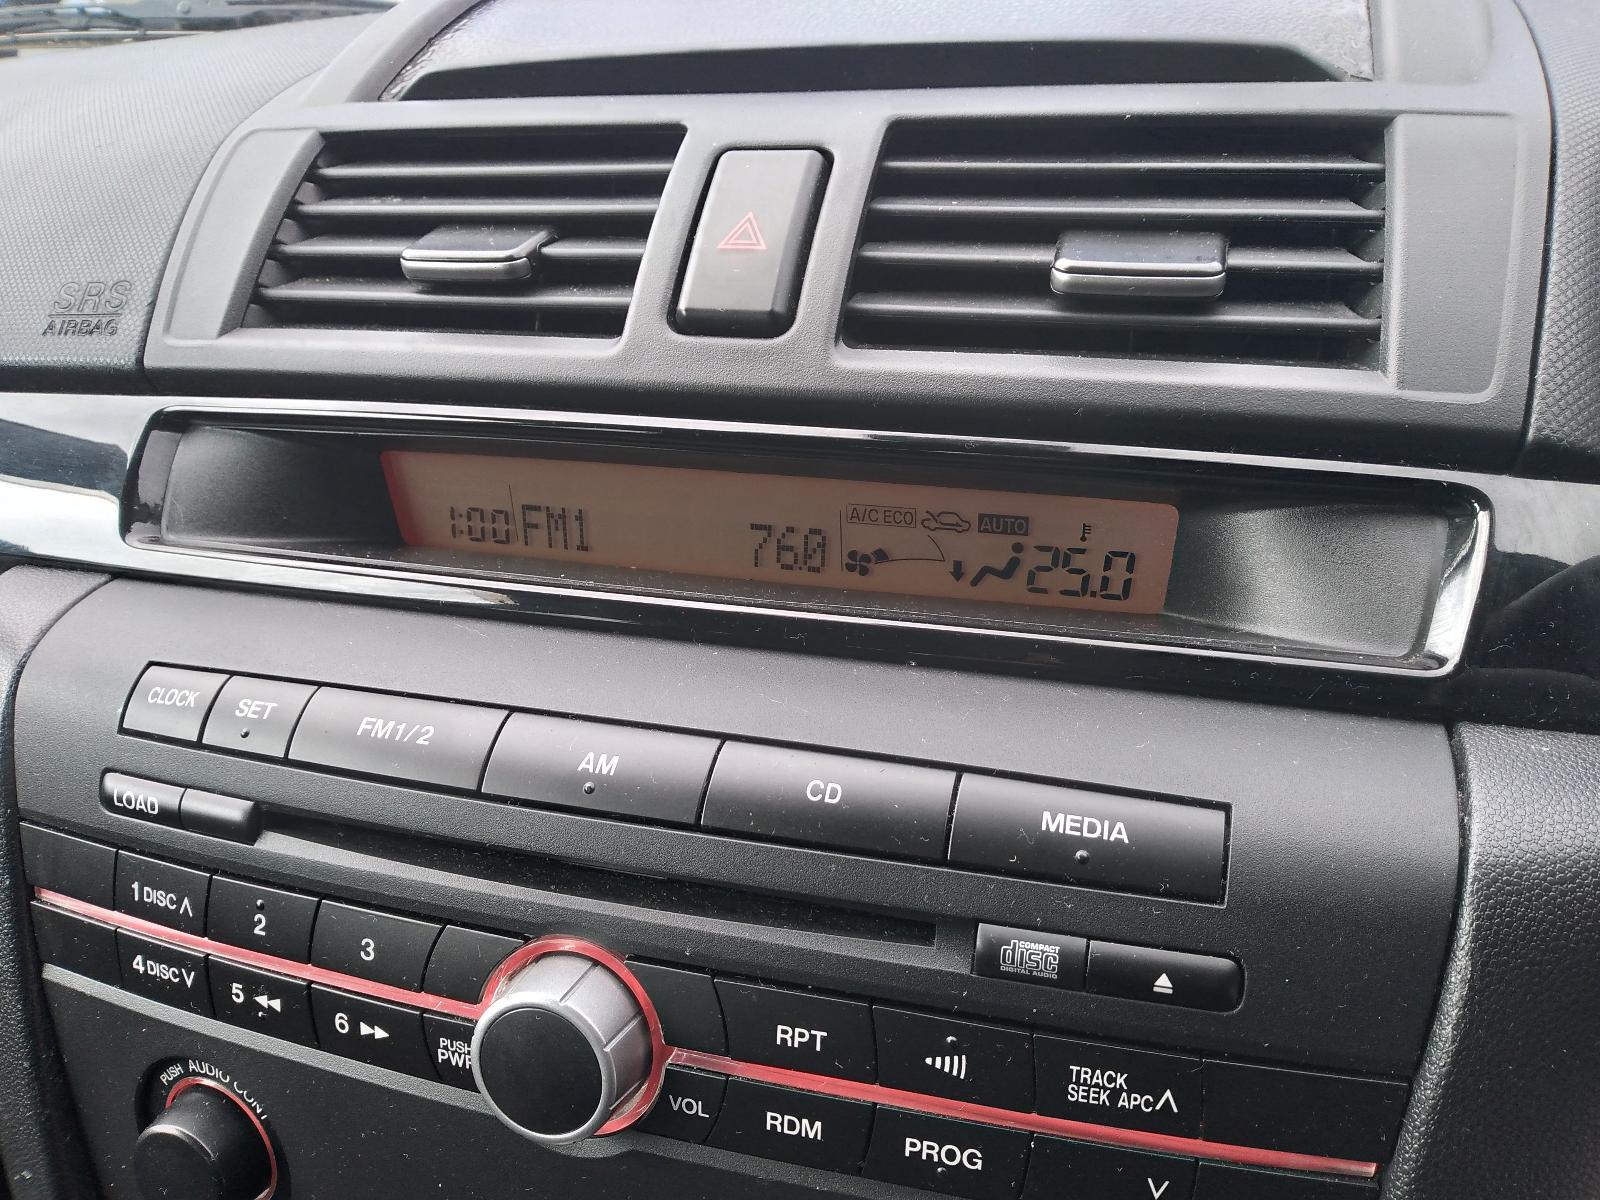 SRS
AIRBAG
1:00 FM1 76.0 A/C ECO AUTO 25.0
CLOCK
SET
FM1/2
AM
CD
MEDIA
LOAD
COMPACT
disc
DIGITAL AUDIO
1 DISC ∧
2
3
4 DISC ∨
5 ◀◀
6 ▶▶
PUSH
PWR
VOL
RPT
RDM
PROG
TRACK
SEEK APC ∧
∨
PUSH AUDIO CONT